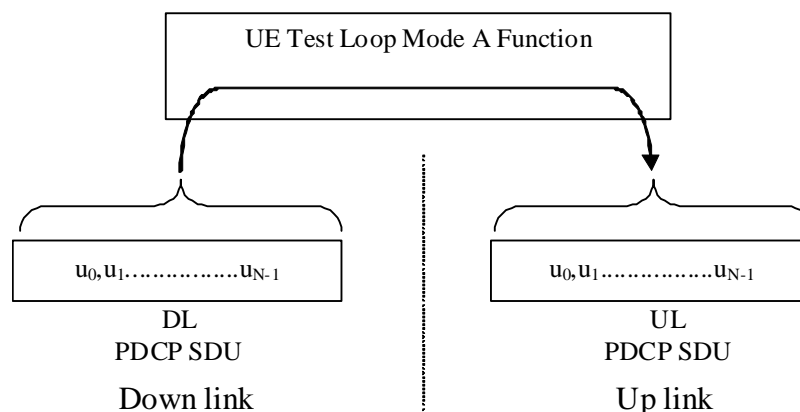 UE Test Loop Mode A Function
u0,u1……………..uN-1
u0,u1……………..uN-1
DL
PDCP SDU
UL
PDCP SDU
Down link
Up link